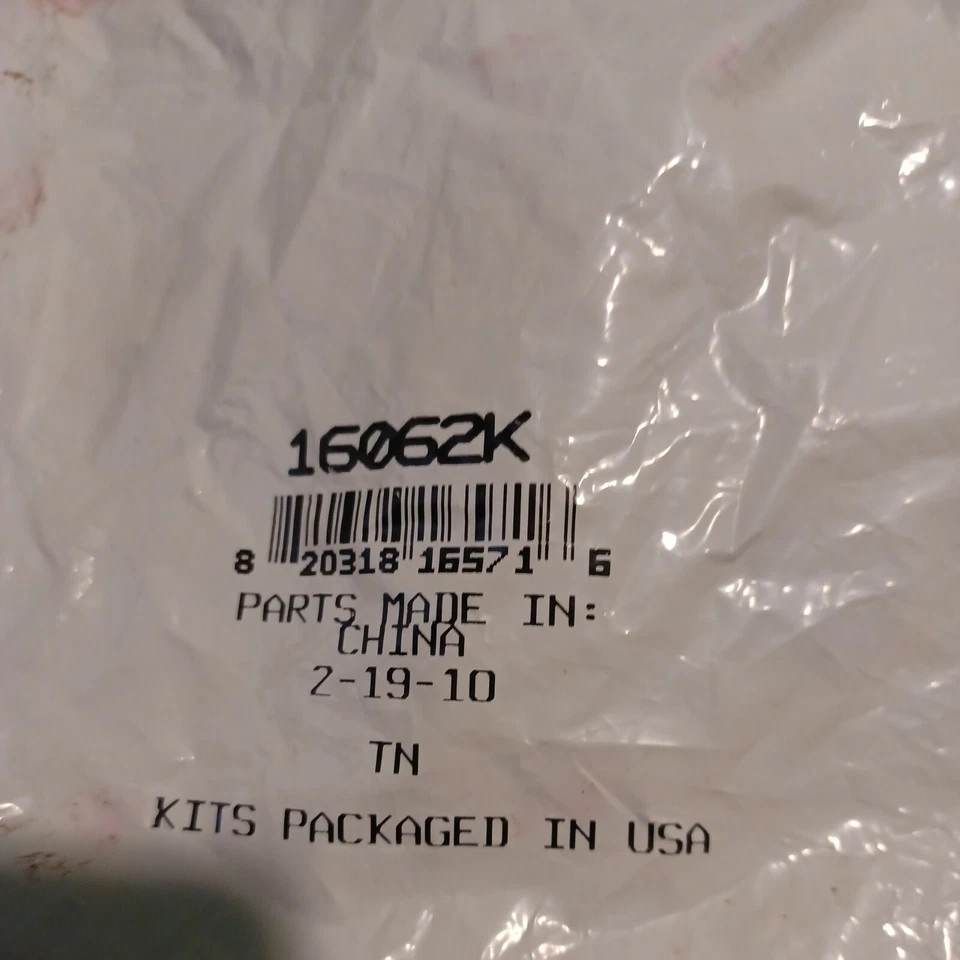 16062K
8 20318 16571 6
PARTS MADE IN:
CHINA
2-19-10
TN
KITS PACKAGED IN USA